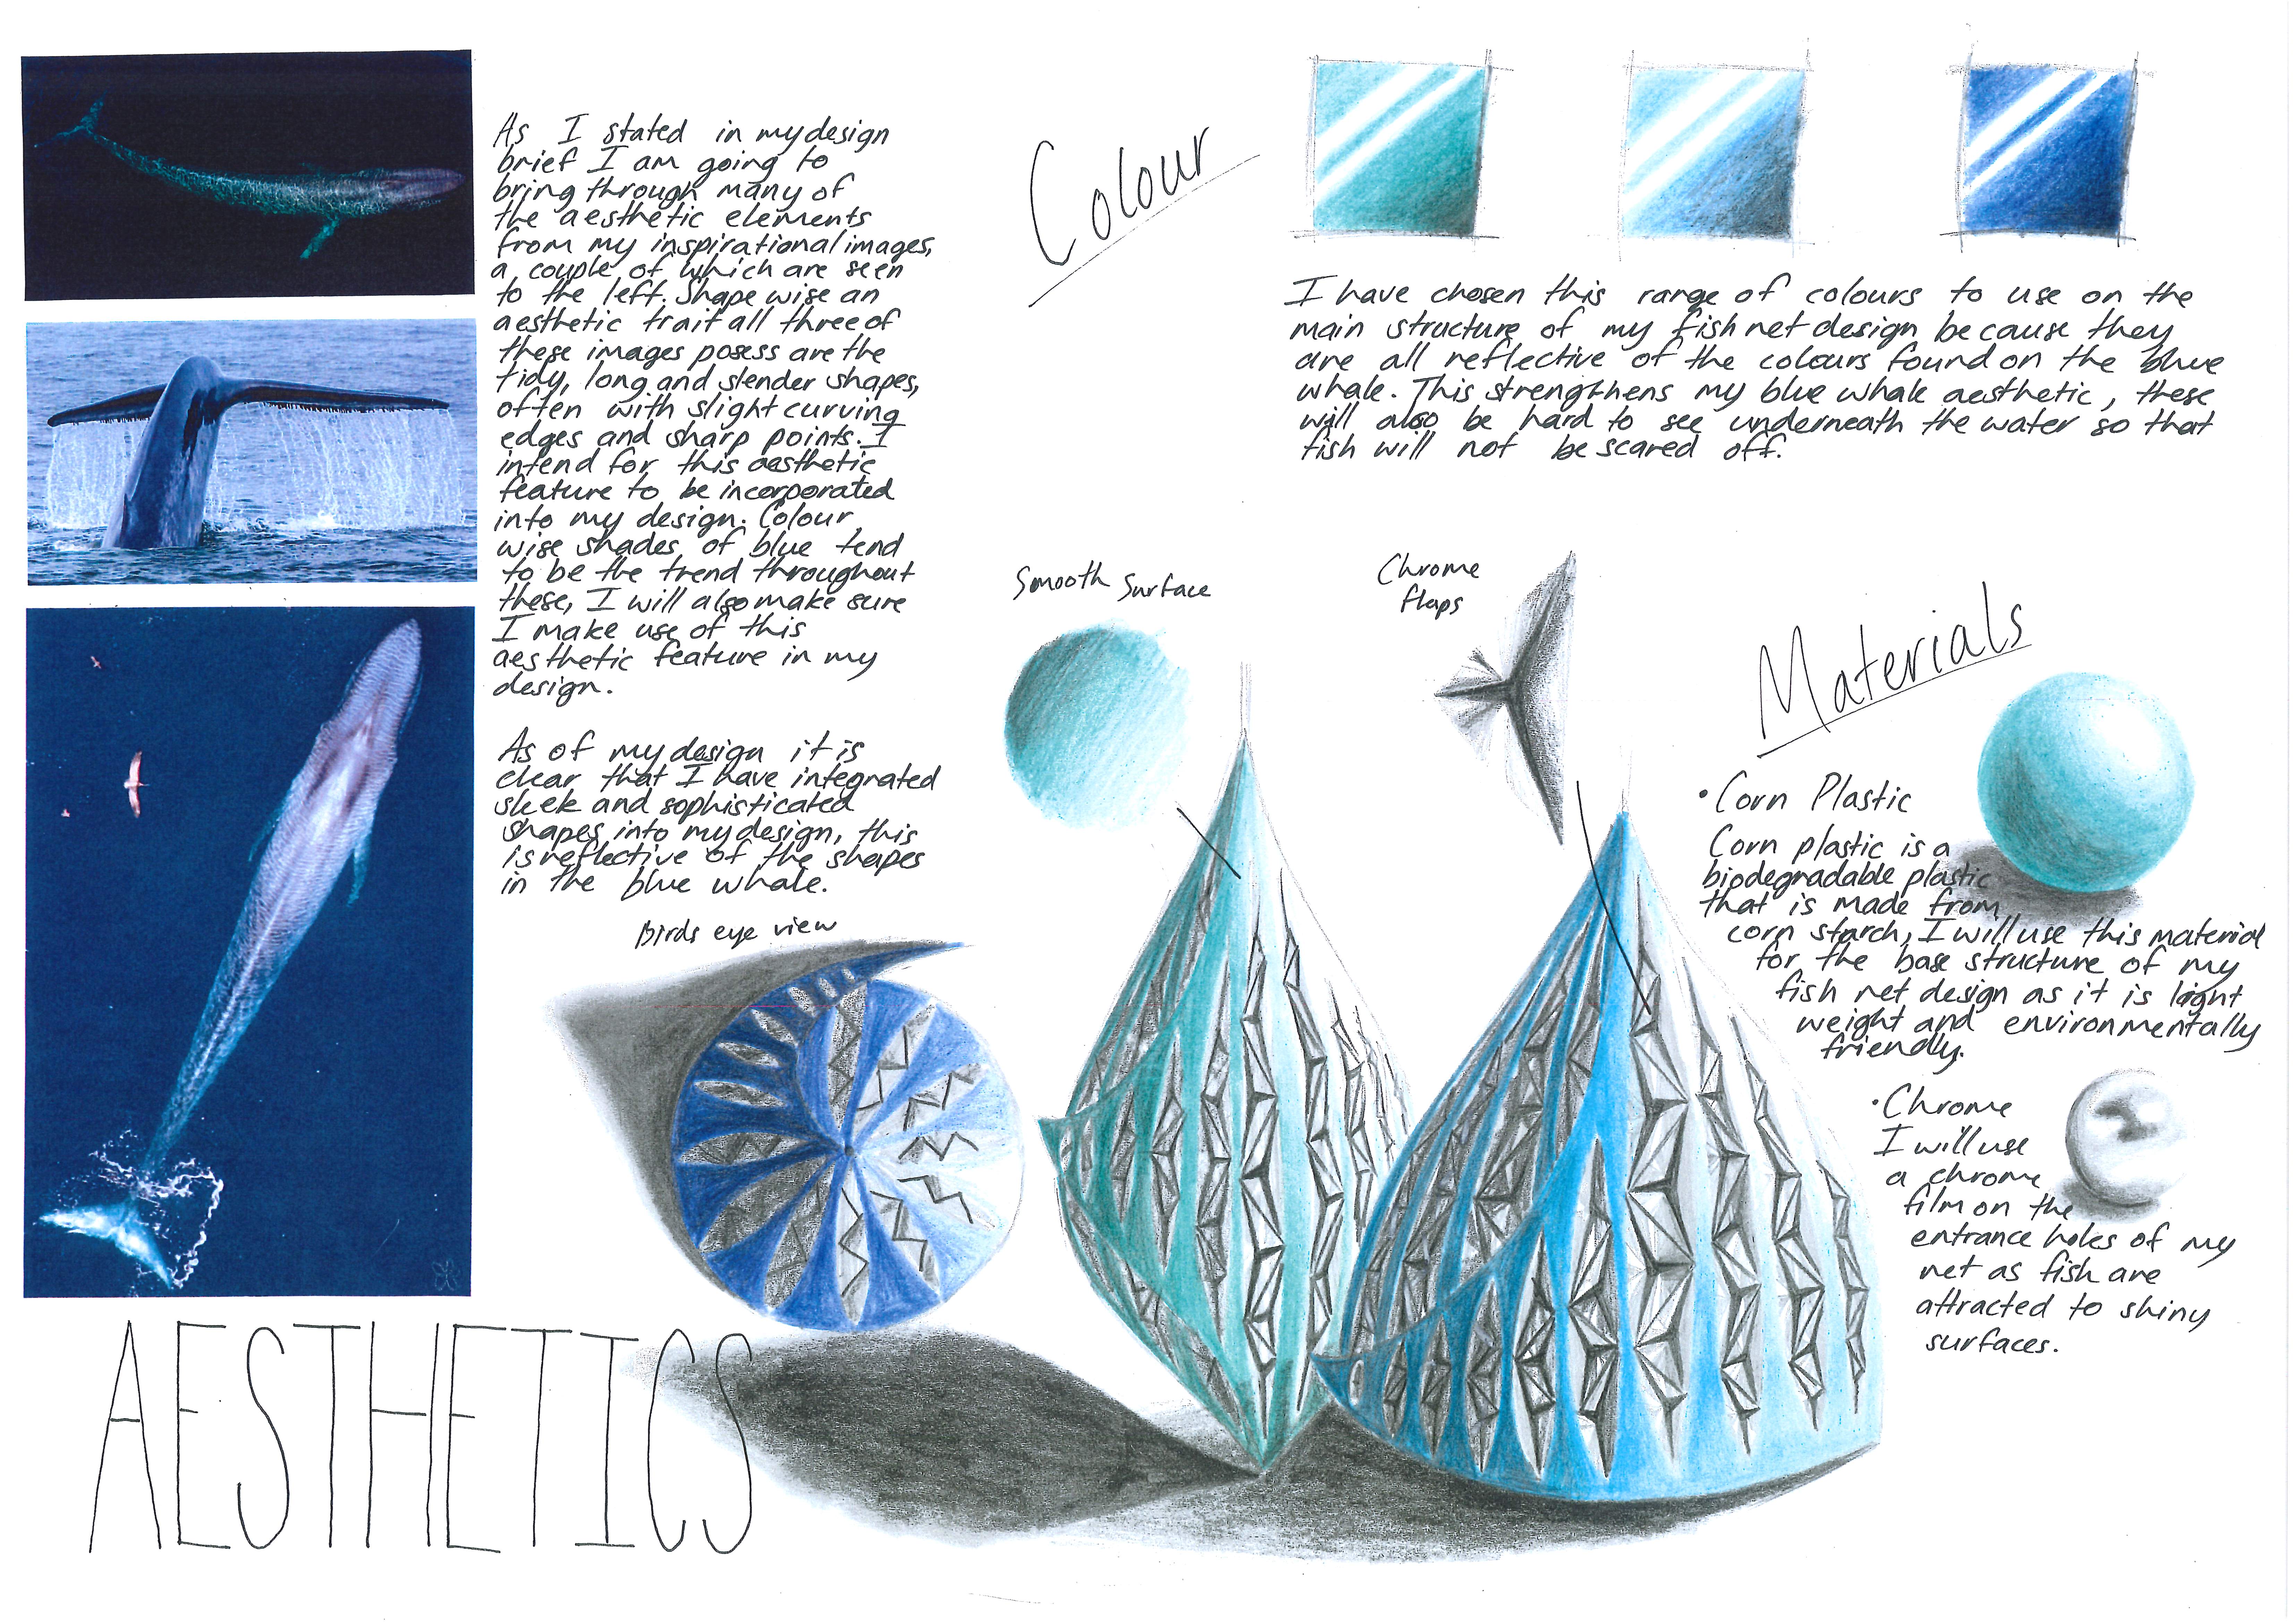 As I stated in my design
brief I am going to
bring through many of
the aesthetic elements
from my inspirational images,
a couple of which are seen
to the left. Shape wise an
aesthetic trait all three of
these images posess are the
tidy, long and slender shapes,
often with slight curving
edges and sharp points. I
intend for this aesthetic
feature to be incorporated
into my design. Colour
wise shades of blue tend
to be the trend throughout
these, I will also make sure
I make use of this
aesthetic feature in my
design.
As of my design it is
clear that I have integrated
sleek and sophisticated
shapes into my design, this
is reflective of the shapes
in the blue whale.
Birds eye view
AESTHETICS
Colour
I have chosen this range of colours to use on the
main structure of my fish net design because they
are all reflective of the colours found on the blue
whale. This strengthens my blue whale aesthetic, these
will also be hard to see underneath the water so that
fish will not be scared off.
Smooth Surface
Chrome
flaps
Materials
• Corn Plastic
Corn plastic is a
biodegradable plastic
that is made from
corn starch, I will use this material
for the base structure of my
fish net design as it is light
weight and environmentally
friendly.
• Chrome
I will use
a chrome
film on the
entrance holes of my
net as fish are
attracted to shiny
surfaces.